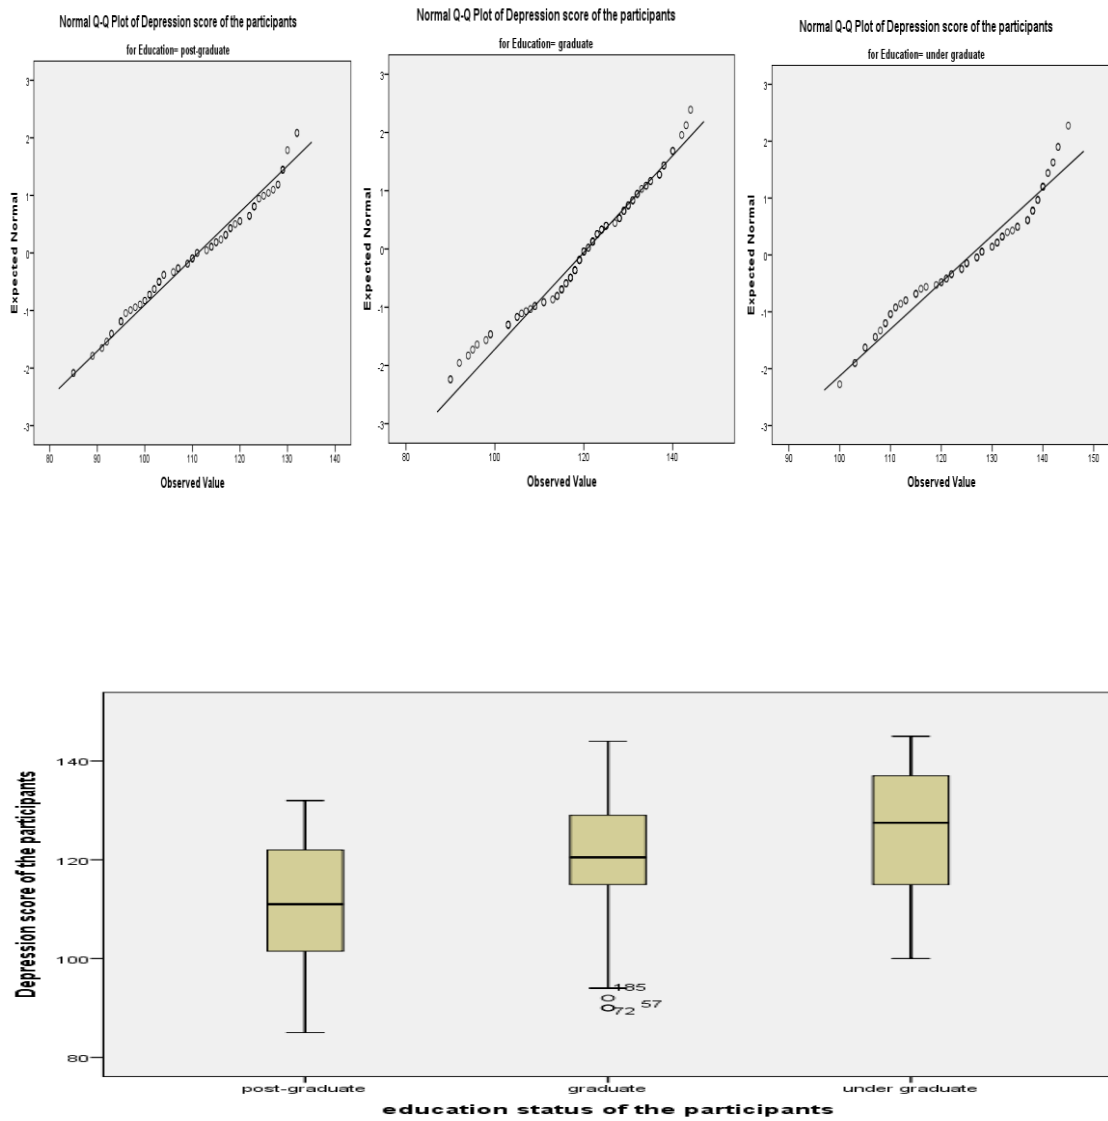 Normal Q-Q Plot of Depression score of the participants
for Education= post-graduate
Expected Normal
3
2
1
0
-1
-2
-3
80 90 100 110 120 130 140
Observed Value
Normal Q-Q Plot of Depression score of the participants
for Education= graduate
Expected Normal
3
2
1
0
-1
-2
-3
80 100 120 140
Observed Value
Normal Q-Q Plot of Depression score of the participants
for Education= under graduate
Expected Normal
3
2
1
0
-1
-2
-3
90 100 110 120 130 140 150
Observed Value
Depression score of the participants
140
120
100
80
185
57
72
post-graduate graduate under graduate
education status of the participants